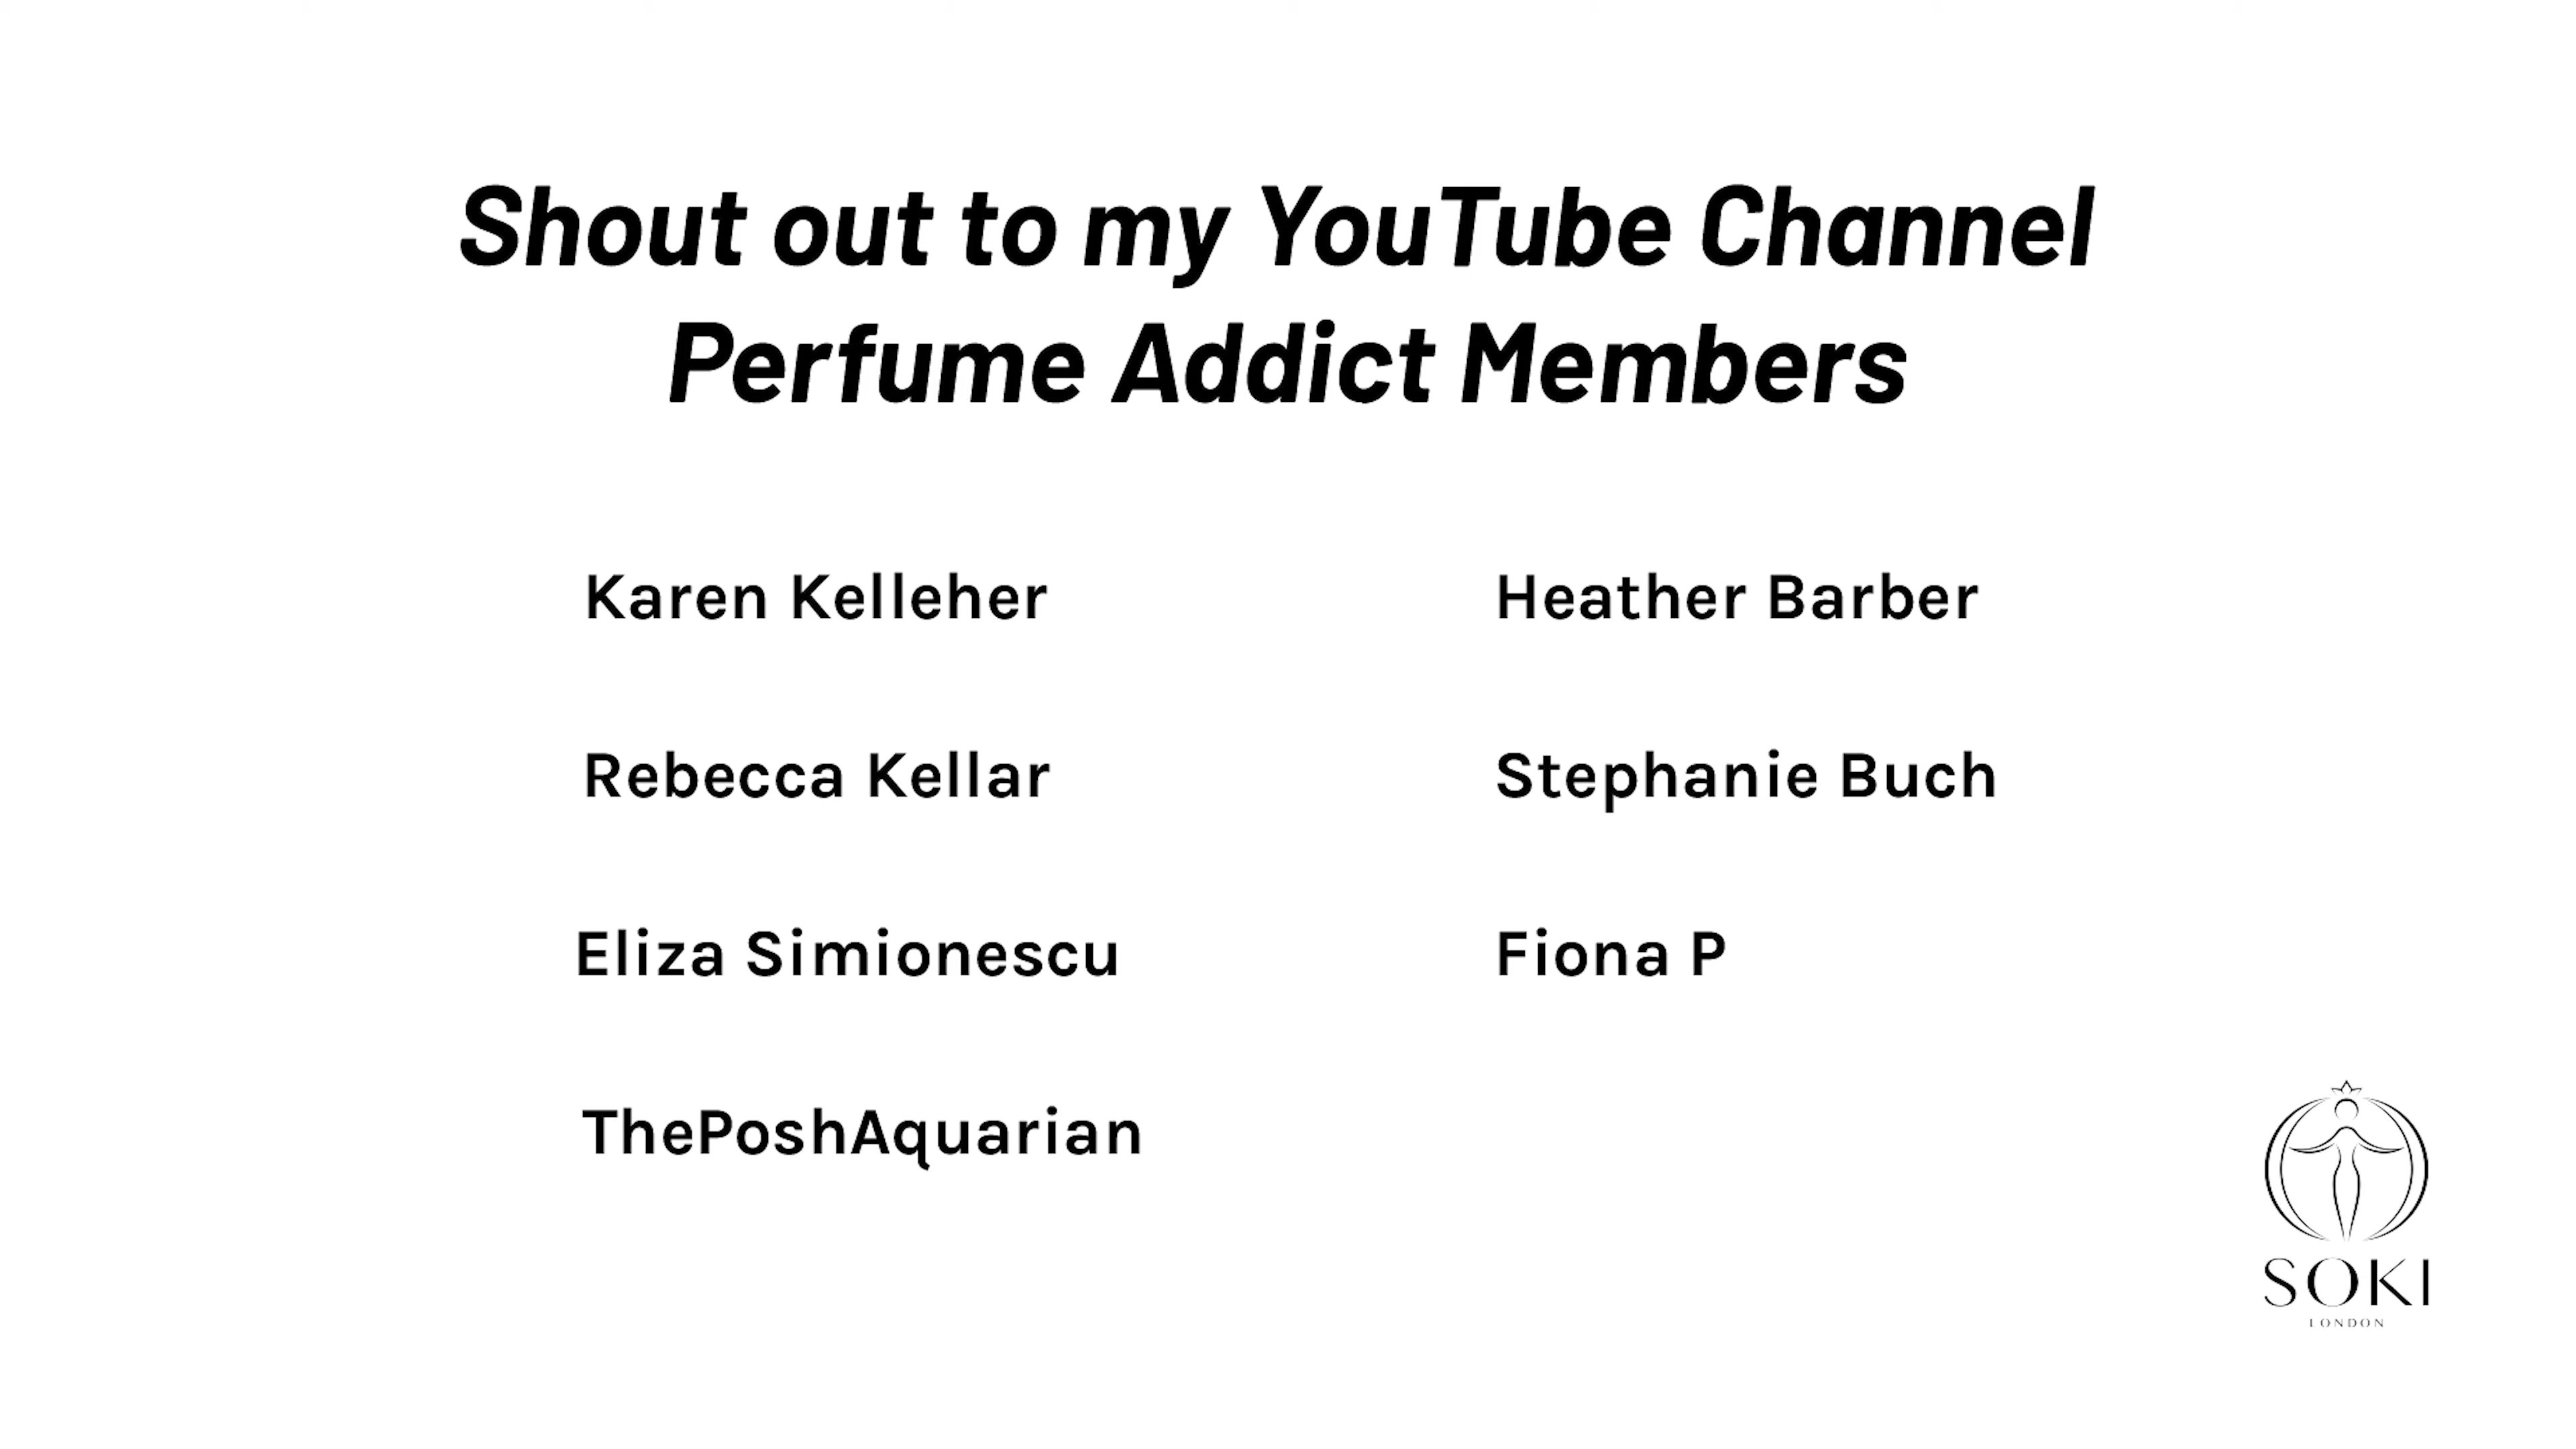 Shout out to my YouTube Channel
Perfume Addict Members
Karen Kelleher
Heather Barber
Rebecca Kellar
Stephanie Buch
Eliza Simionescu
Fiona P
ThePoshAquarian
SOKI
LONDON